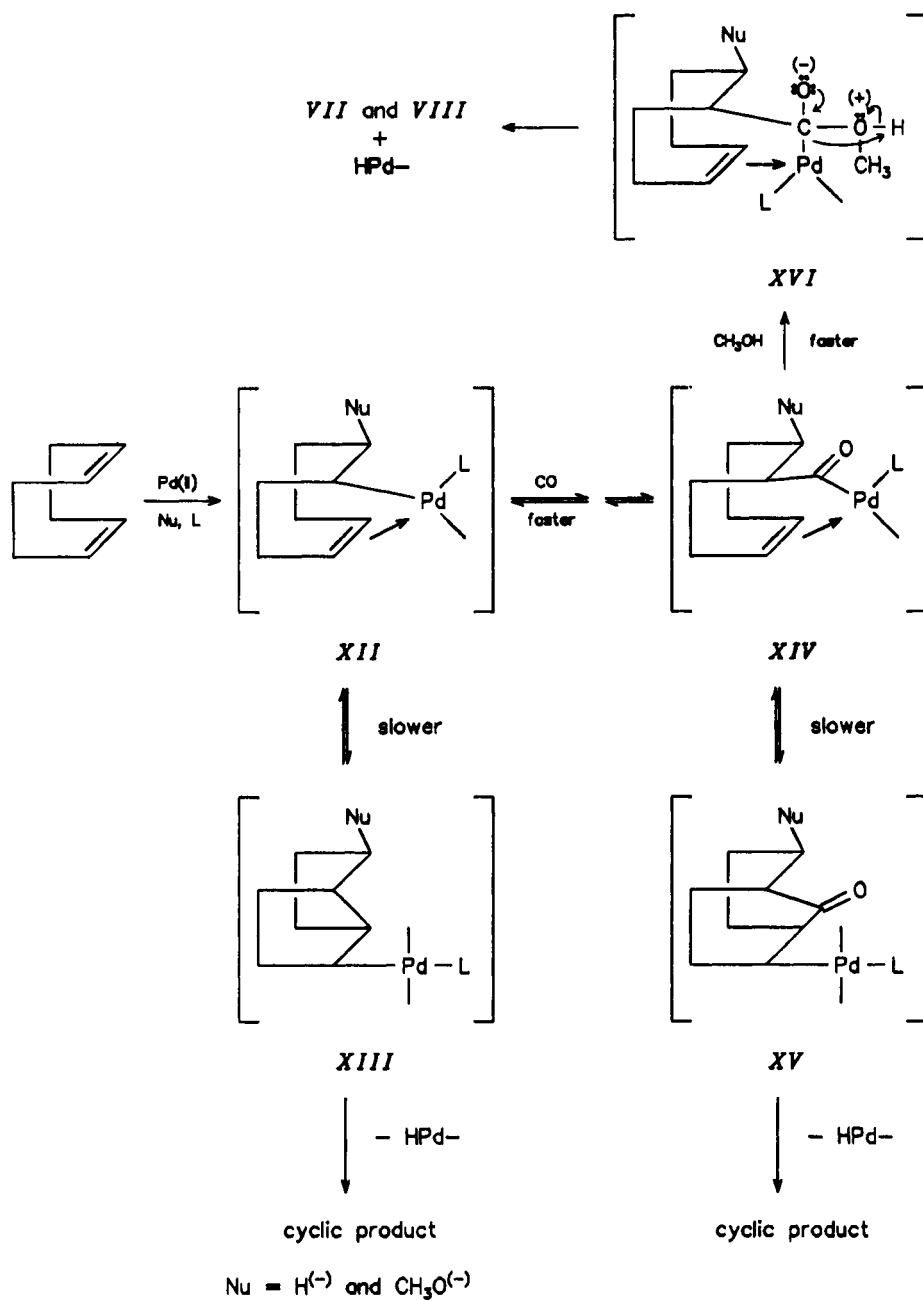 Nu
(-)
O
(+)
C
O
H
VII and VIII
+
HPd-
Pd
CH₃
L
XVI
CH₃OH
faster
Pd(II)
Nu, L
Nu
L
Pd
CO
faster
Nu
O
L
Pd
XII
XIV
slower
slower
Nu
Pd
L
Nu
O
Pd
L
XIII
XV
- HPd-
- HPd-
cyclic product
cyclic product
Nu = H(-) and CH₃O(-)